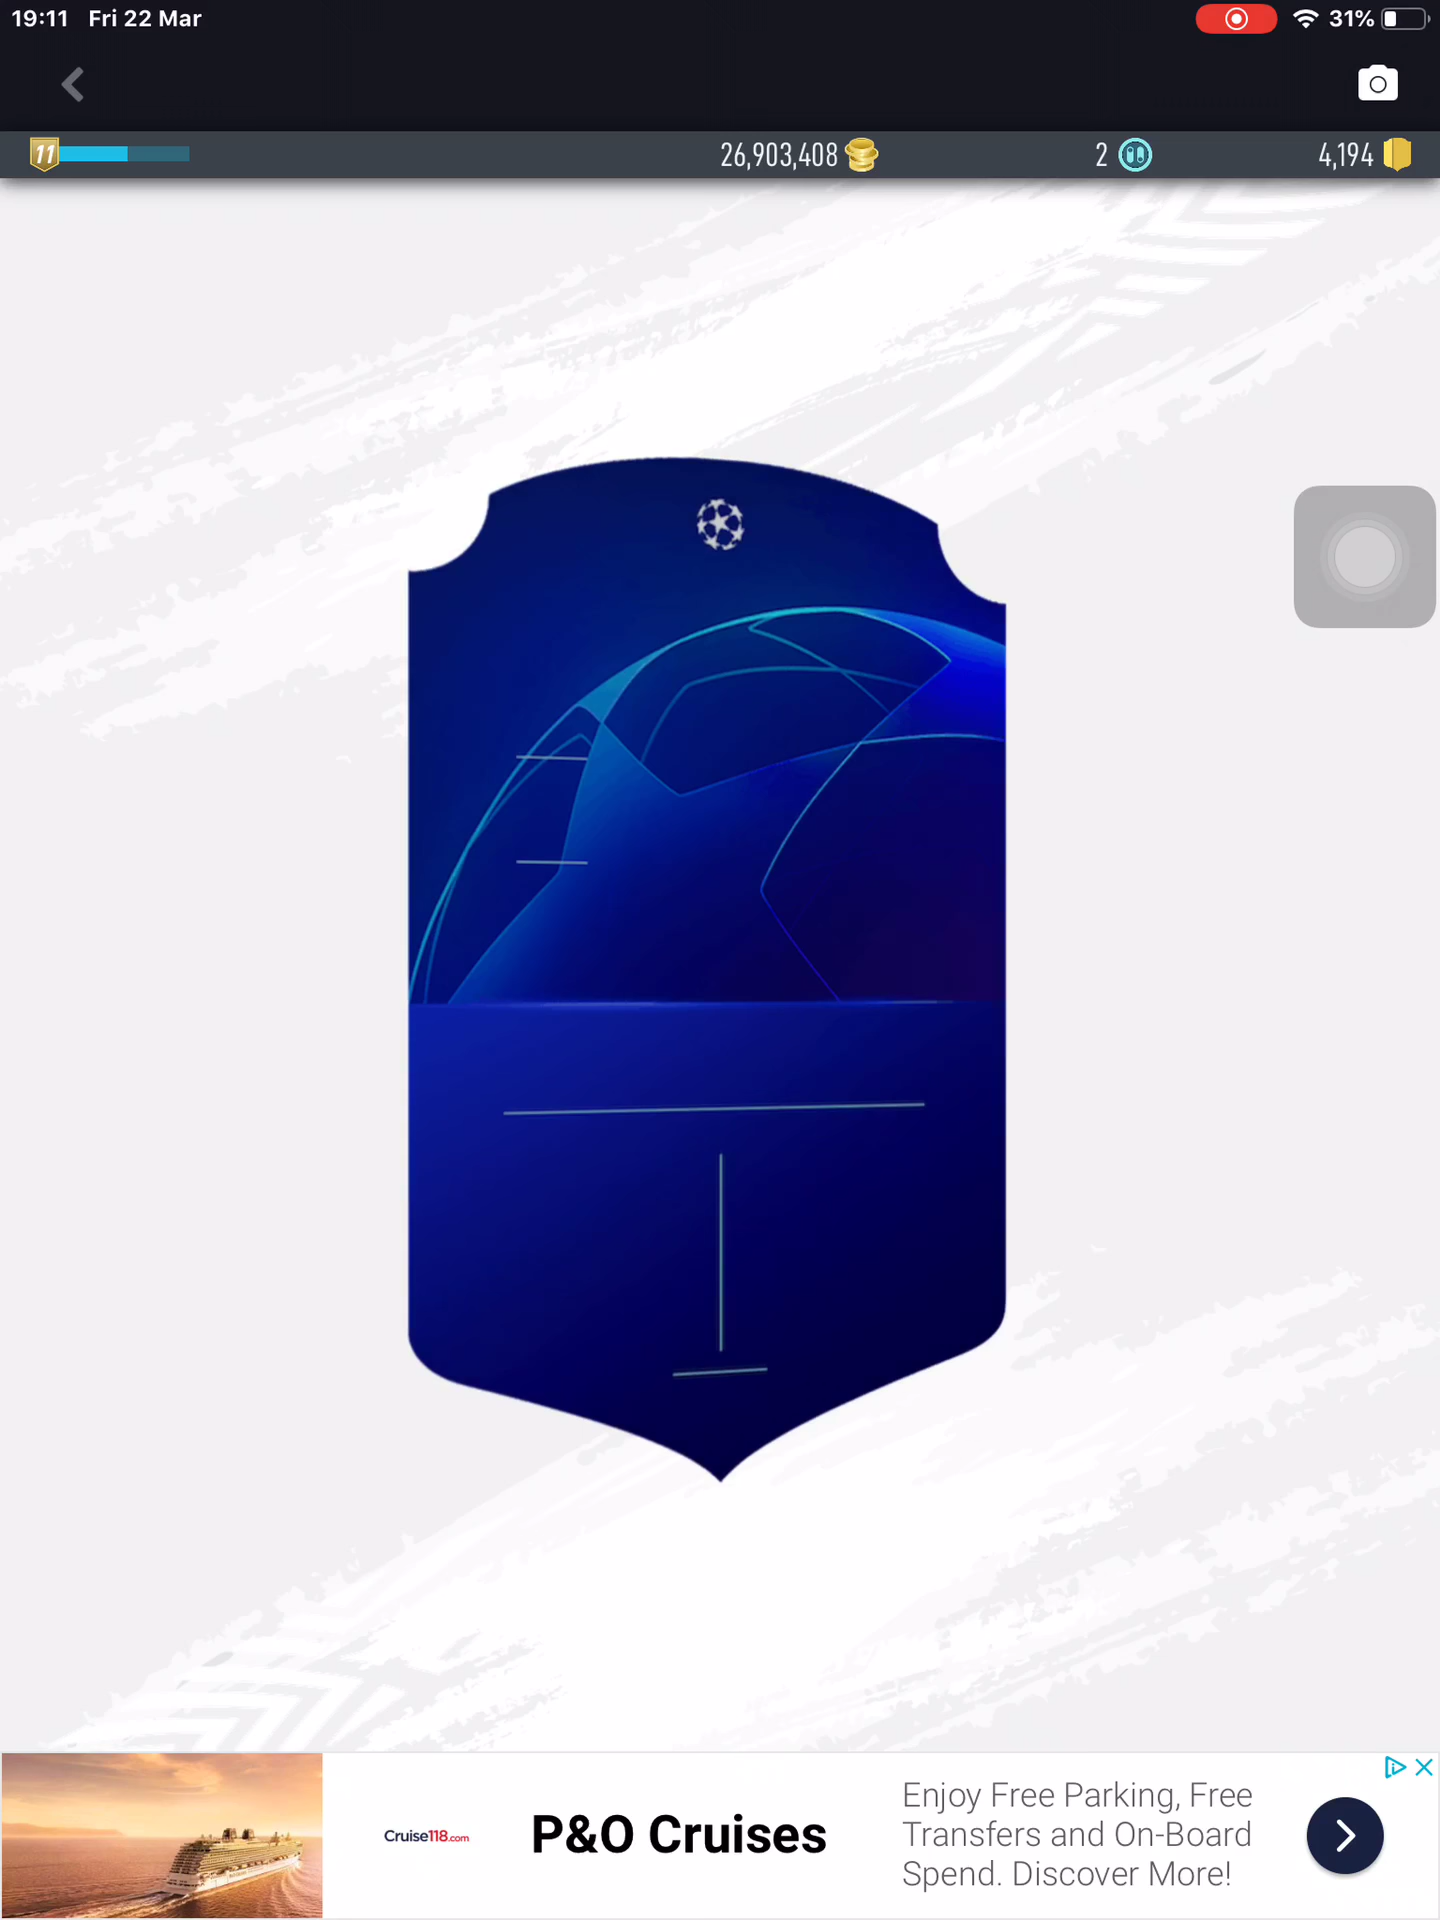 19:11 Fri 22 Mar
31%
11
26,903,408
2
4,194
Cruise118.com
P&O Cruises
Enjoy Free Parking, Free
Transfers and On-Board
Spend. Discover More!